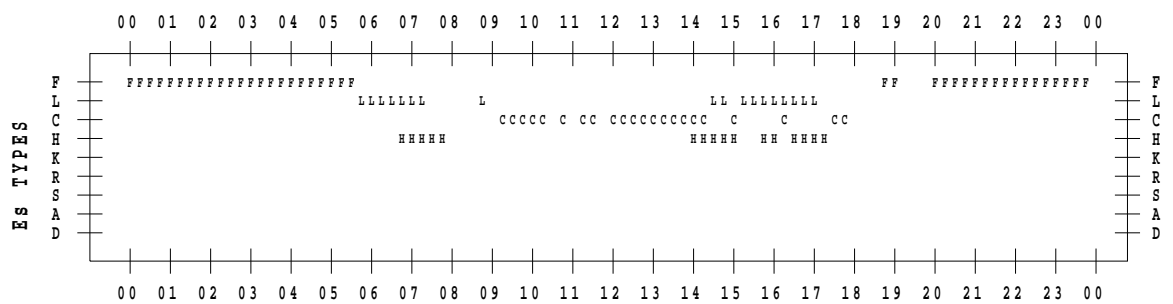 00 01 02 03 04 05 06 07 08 09 10 11 12 13 14 15 16 17 18 19 20 21 22 23 00
F FFFFFFFFFFFFFFFFFFFFFFF FF FFFFFFFFFFFFFFFF F
L LLLLLLL L LL LLLLLLLL L
C CCCCC C CC CCCCCCCCCC C C CC C
H HHHHH HHHHH HH HHHH H
K K
R R
S S
A A
D D
Es TYPES
00 01 02 03 04 05 06 07 08 09 10 11 12 13 14 15 16 17 18 19 20 21 22 23 00